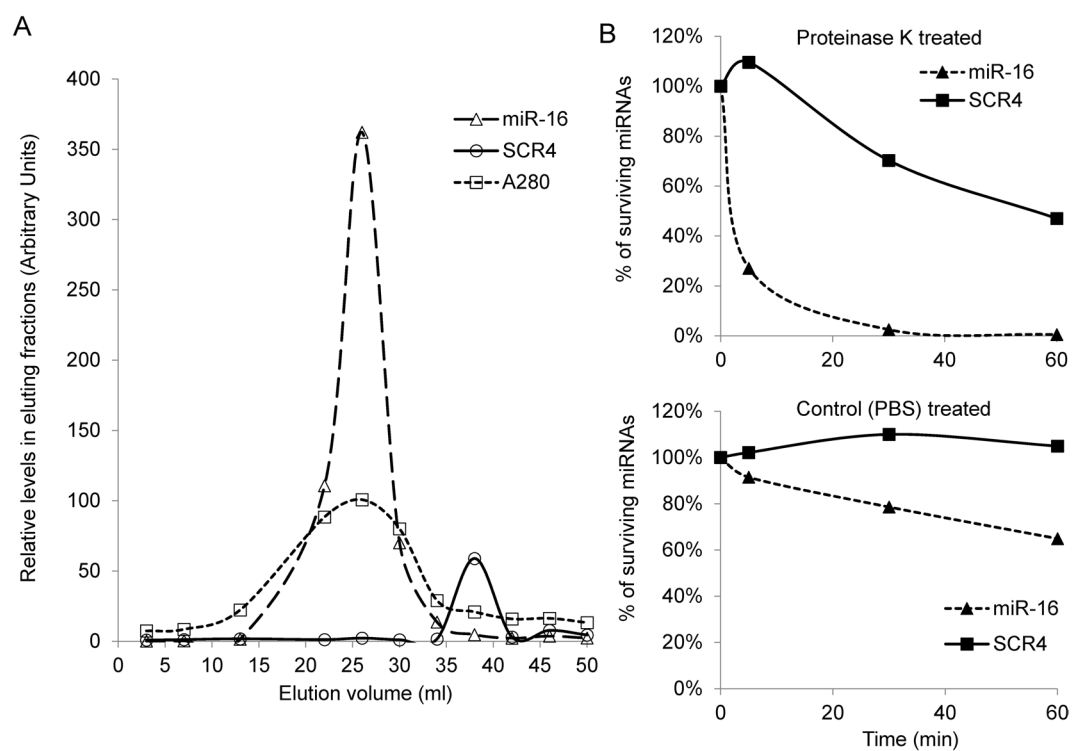 A
400
350
300
250
200
150
100
50
0
Relative levels in eluting fractions (Arbitrary Units)
miR-16
SCR4
A280
0 5 10 15 20 25 30 35 40 45 50
Elution volume (ml)
B
120%
100%
80%
60%
40%
20%
0%
% of surviving miRNAs
Proteinase K treated
miR-16
SCR4
0 20 40 60
120%
100%
80%
60%
40%
20%
0%
% of surviving miRNAs
Control (PBS) treated
miR-16
SCR4
0 20 40 60
Time (min)